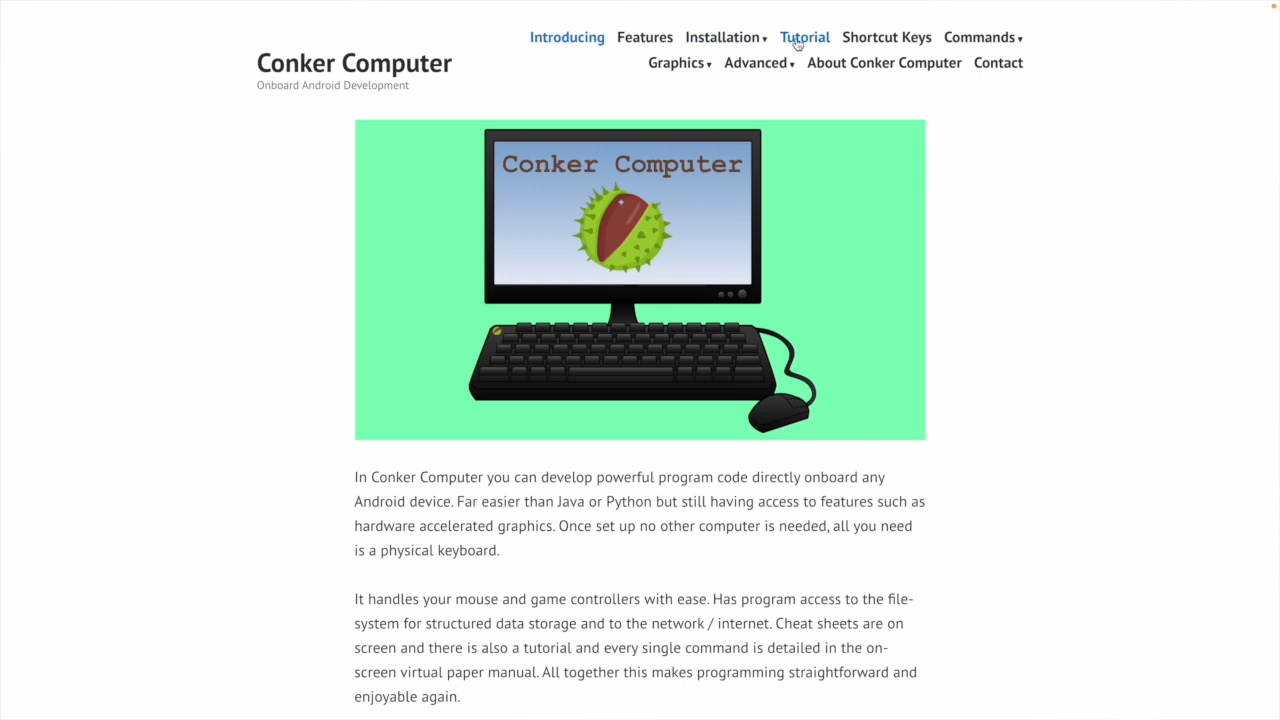 Introducing Features Installation ▾ Tutorial Shortcut Keys Commands ▾
Conker Computer
Graphics ▾ Advanced ▾ About Conker Computer Contact
Onboard Android Development
Conker Computer
In Conker Computer you can develop powerful program code directly onboard any
Android device. Far easier than Java or Python but still having access to features such as
hardware accelerated graphics. Once set up no other computer is needed, all you need
is a physical keyboard.
It handles your mouse and game controllers with ease. Has program access to the file-
system for structured data storage and to the network / internet. Cheat sheets are on
screen and there is also a tutorial and every single command is detailed in the on-
screen virtual paper manual. All together this makes programming straightforward and
enjoyable again.